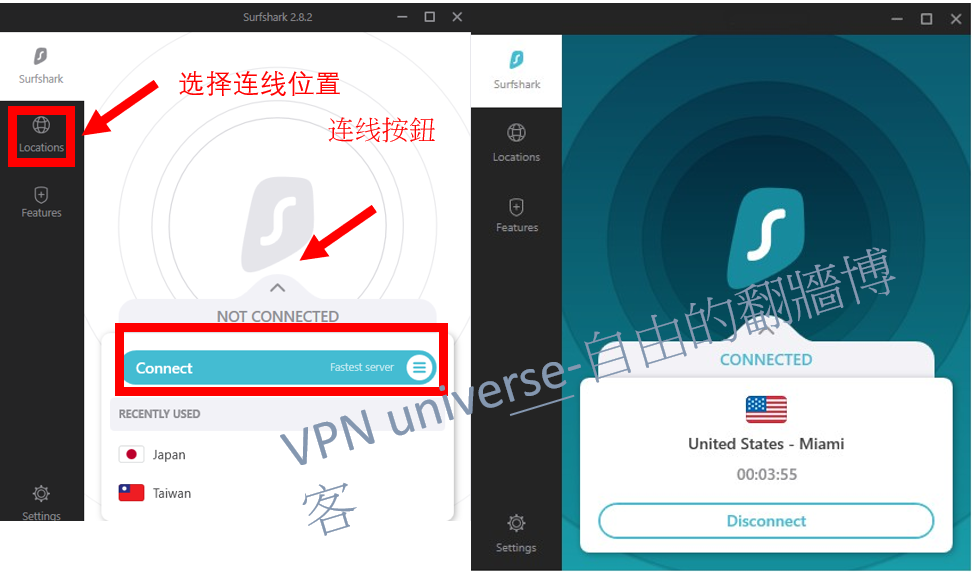 Surfshark 2.8.2
Surfshark
选择连线位置
连线按鈕
Locations
Features
NOT CONNECTED
Connect
Fastest server
RECENTLY USED
Japan
Taiwan
Settings
Surfshark
Locations
Features
CONNECTED
United States - Miami
00:03:55
Disconnect
Settings
VPN universe-自由的翻牆博
客